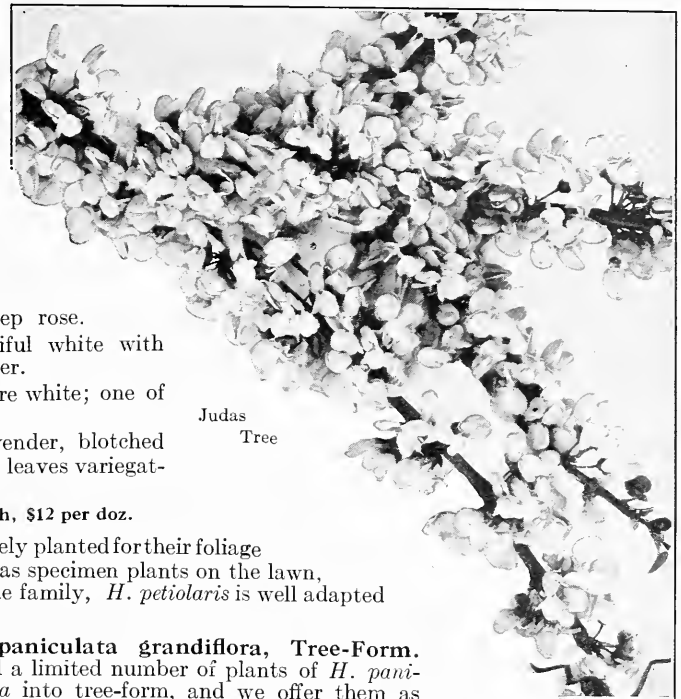 ep rose.
iful white with
er.
re white; one of
Judas
Tree
vender, blotched
leaves variegat-
h, $12 per doz.
ely planted for their foliage
as specimen plants on the lawn,
e family, H. petiolaris is well adapted
paniculata grandiflora, Tree-Form.
l a limited number of plants of H. pani-
a into tree-form, and we offer them as